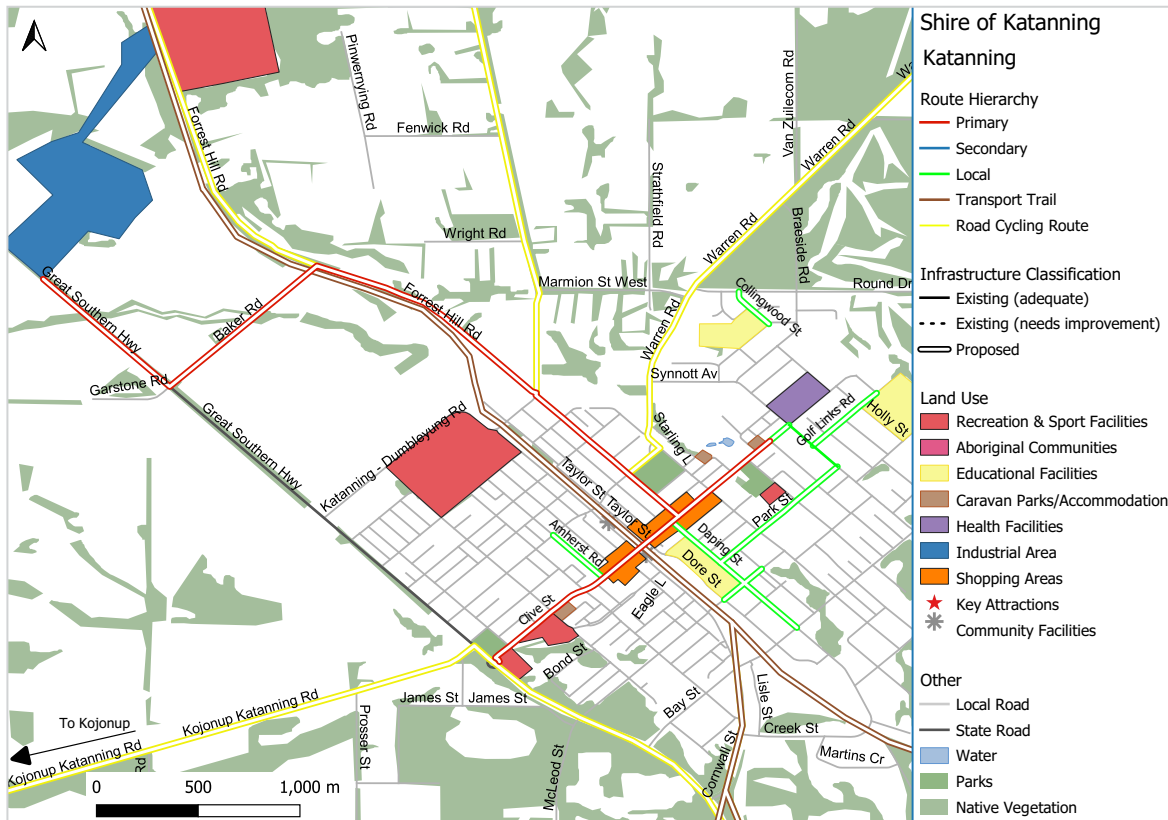 Shire of Katanning
Katanning
Route Hierarchy
Primary
Secondary
Local
Transport Trail
Road Cycling Route
Infrastructure Classification
Existing (adequate)
Existing (needs improvement)
Proposed
Land Use
Recreation & Sport Facilities
Aboriginal Communities
Educational Facilities
Caravan Parks/Accommodation
Health Facilities
Industrial Area
Shopping Areas
Key Attractions
Community Facilities
Other
Local Road
State Road
Water
Parks
Native Vegetation
Pinwernying Rd
Fenwick Rd
Forrest Hill Rd
Wright Rd
Strathfield Rd
Van Zuilecom Rd
Warren Rd
Wa
Warren Rd
Braeside Rd
Marmion St West
Round Dr
Great Southern Hwy
Baker Rd
Forrest Hill Rd
Collingwood St
Warren Rd
Garstone Rd
Synnott Av
Great Southern Hwy
Katanning - Dumbleyung Rd
Starling L
Golf Links Rd
Holly St
Taylor St
Taylor St
Park St
Daping St
Amherst Rd
Dore St
Clive St
Eagle L
Bond St
James St
James St
Bay St
Lisle St
Creek St
Martins Cr
Cornwall St
Kojonup Katanning Rd
Prosser St
McLeod St
To Kojonup
Kojonup Katanning Rd
Rd
0
500
1,000 m